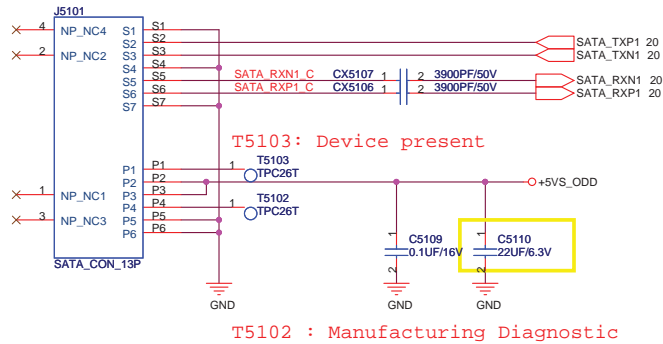 J5101
4 NP_NC4 S1 S1
S2 S2 SATA_TXP1 20
2 NP_NC2 S3 S3 SATA_TXN1 20
S4 S4
S5 S5 SATA_RXN1_C CX5107 1 2 3900PF/50V SATA_RXN1 20
S6 S6 SATA_RXP1_C CX5106 1 2 3900PF/50V SATA_RXP1 20
S7 S7
T5103: Device present
P1 P1 1 T5103
TPC26T
P2 P2 +5VS_ODD
1 NP_NC1 P3 P3
P4 P4 1 T5102
TPC26T
3 NP_NC3 P5 P5
P6 P6
1 C5109 1 C5110
0.1UF/16V 22UF/6.3V
2 2
SATA_CON_13P
GND GND GND
T5102 : Manufacturing Diagnostic